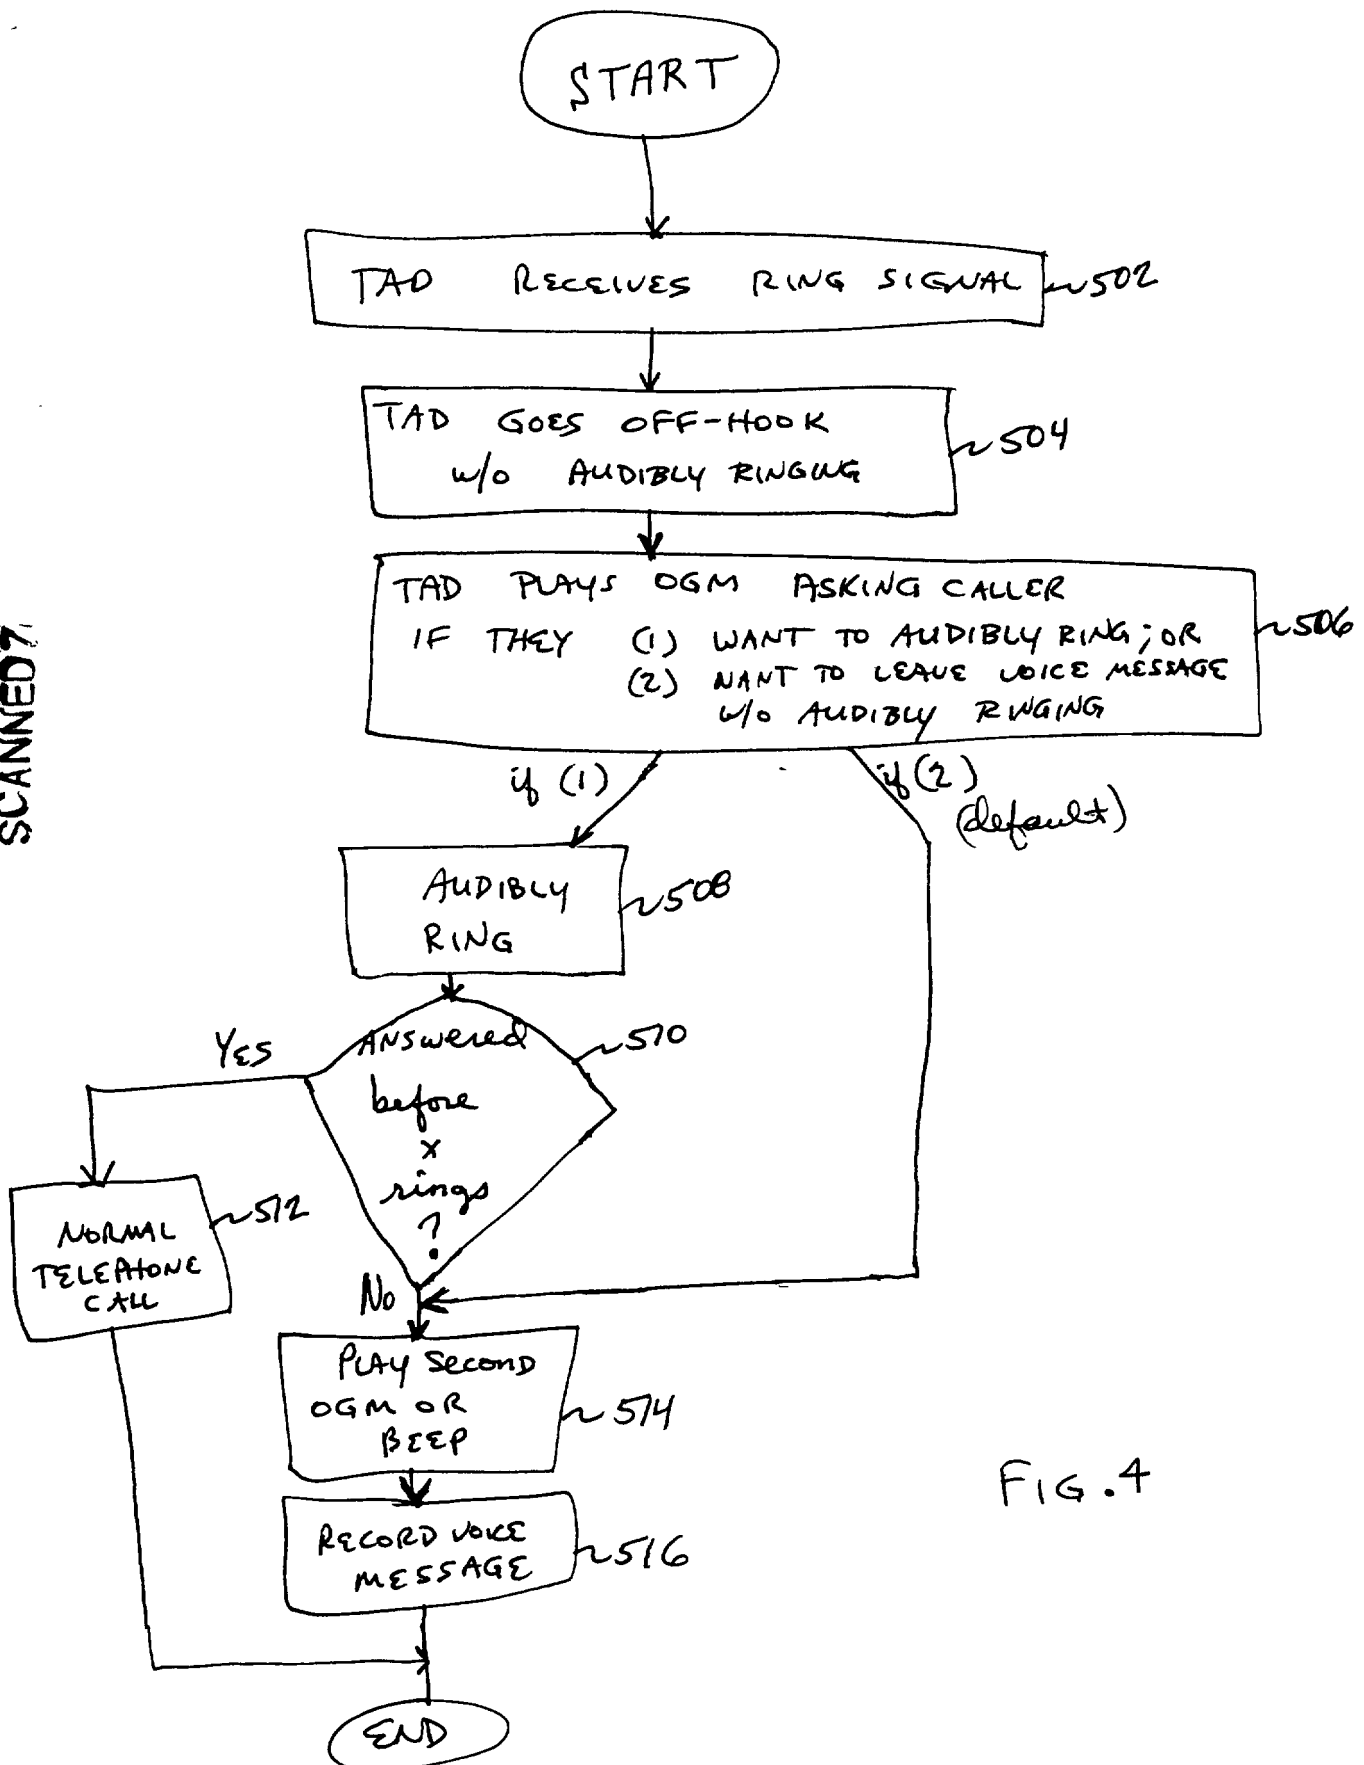 START
TAD RECEIVES RING SIGNAL
502
TAD GOES OFF-HOOK
w/o AUDIBLY RINGING
504
TAD PLAYS OGM ASKING CALLER
IF THEY (1) WANT TO AUDIBLY RING; OR
(2) WANT TO LEAVE VOICE MESSAGE
W/O AUDIBLY RINGING
506
SCANNED
if (1)
if (2)
(default)
AUDIBLY
RING
508
YES
ANSwered
before
x
rings
?
510
NORMAL
TELEPHONE
CALL
512
No
PLAY SECOND
OGM OR
BEEP
514
RECORD VOICE
MESSAGE
516
END
FIG. 4